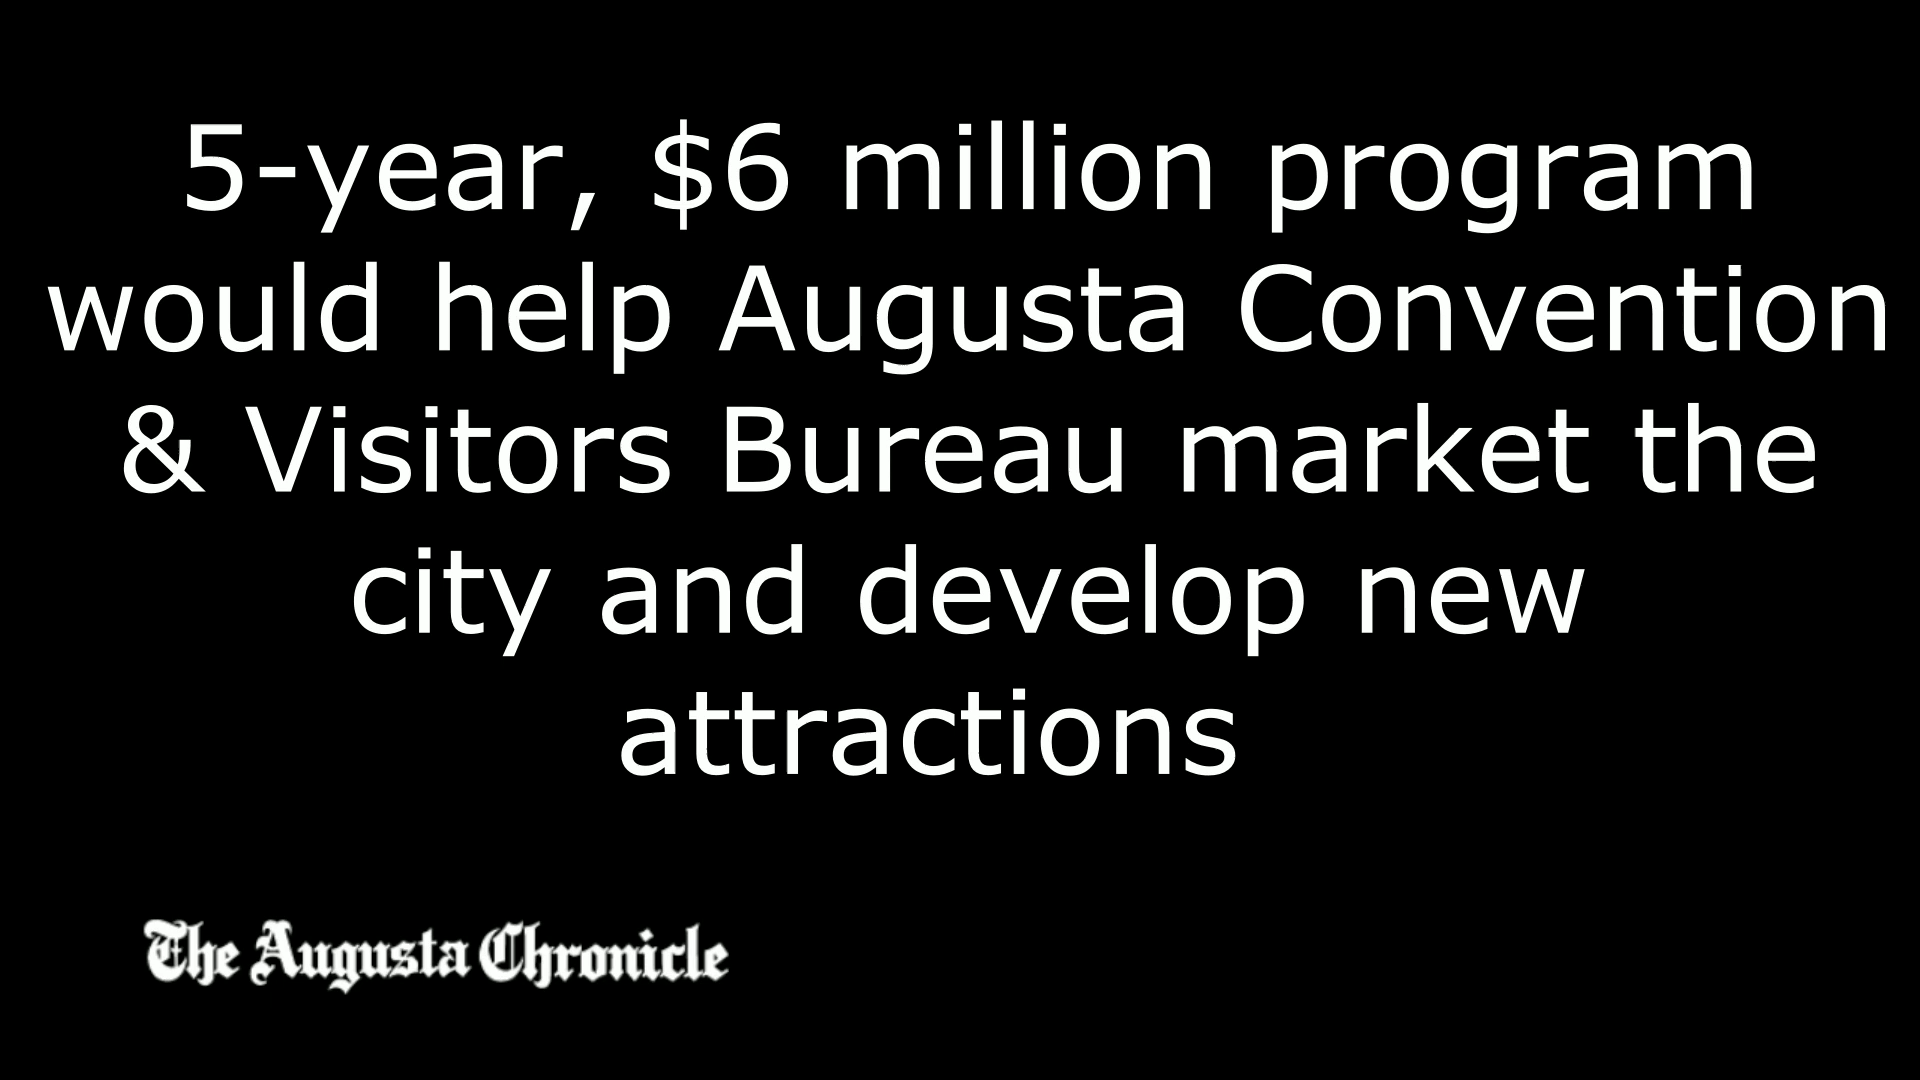 5-year, $6 million program
would help Augusta Convention
& Visitors Bureau market the
city and develop new
attractions
The Augusta Chronicle